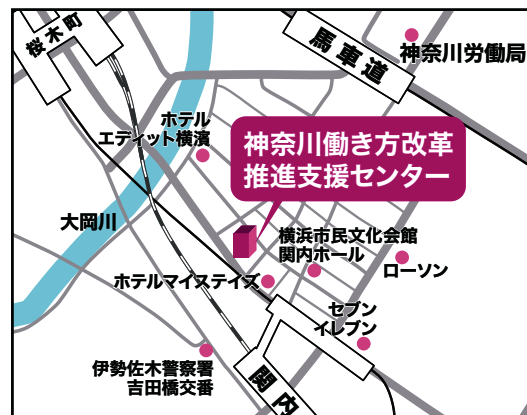 桜木町
馬車道
神奈川労働局
ホテル
エディット横濱
神奈川働き方改革
推進支援センター
大岡川
横浜市民文化会館
関内ホール
ローソン
ホテルマイステイズ
セブン
イレブン
伊勢佐木警察署
吉田橋交番
関内